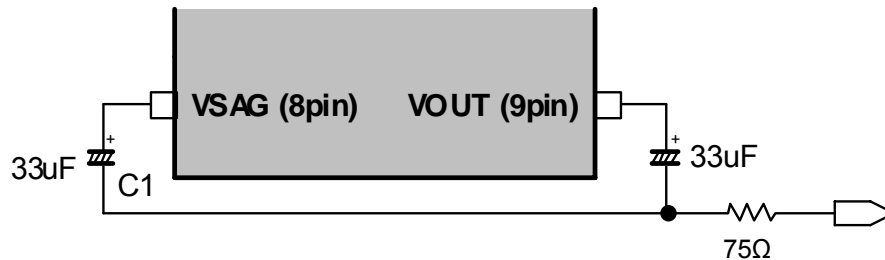 VSAG (8pin) VOUT (9pin)
+ +
33uF 33uF
C1
75Ω